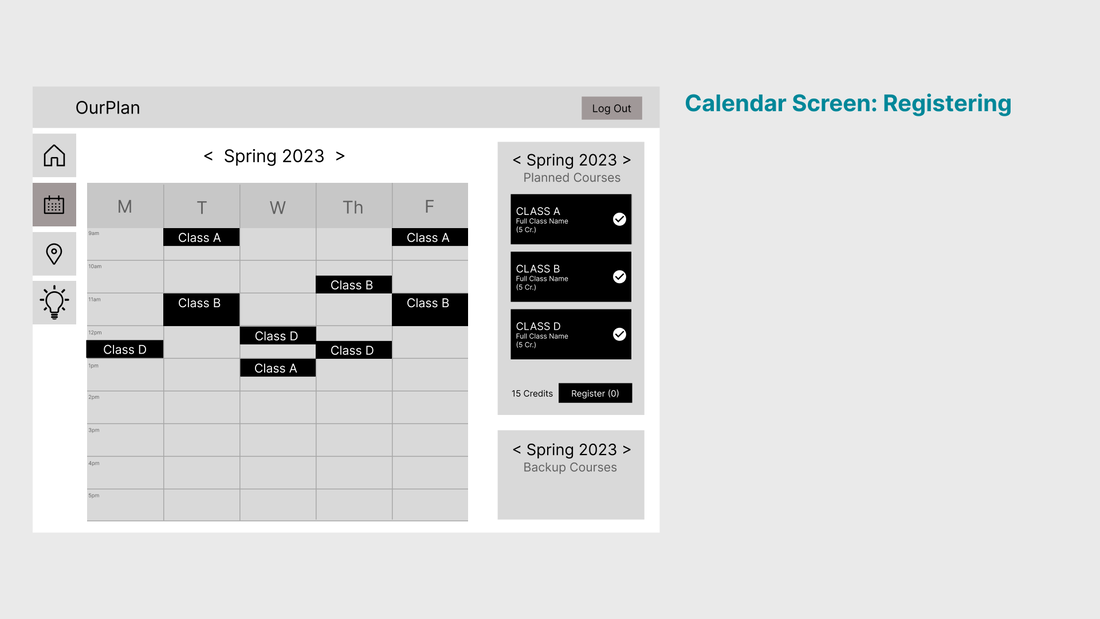 OurPlan
Log Out
Calendar Screen: Registering
< Spring 2023 >
M T W Th F
9am
Class A
Class A
10am
Class B
11am
Class B
Class B
12pm
Class D
Class D
Class D
1pm
Class A
2pm
3pm
4pm
5pm
< Spring 2023 >
Planned Courses
CLASS A
Full Class Name
(5 Cr.)
CLASS B
Full Class Name
(5 Cr.)
CLASS D
Full Class Name
(5 Cr.)
15 Credits
Register (0)
< Spring 2023 >
Backup Courses